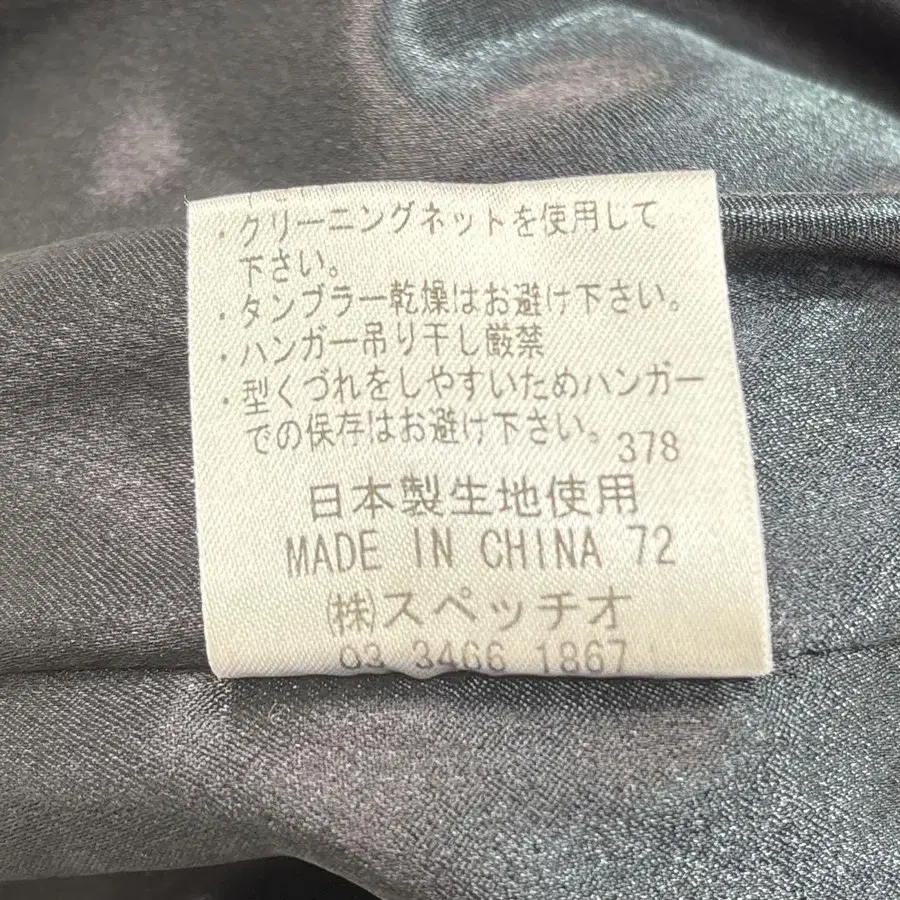 ・クリーニングネットを使用して
下さい。
・タンブラー乾燥はお避け下さい。
・ハンガー吊り干し厳禁
・型くづれをしやすいためハンガー
での保存はお避け下さい。
378
日本製生地使用
MADE IN CHINA 72
㈱スペッチオ
03 3466 1867